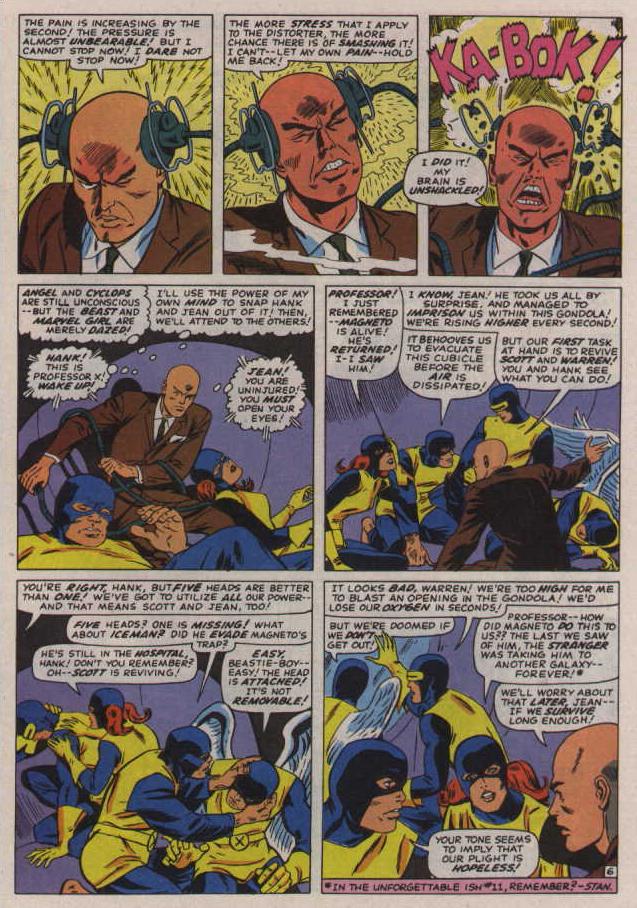 THE PAIN IS INCREASING BY THE
SECOND! THE PRESSURE IS
ALMOST UNBEARABLE! BUT I
CANNOT STOP NOW! I DARE NOT
STOP NOW!
THE MORE STRESS THAT I APPLY
TO THE DISTORTER, THE MORE
CHANCE THERE IS OF SMASHING IT!
I CAN'T--LET MY OWN PAIN--HOLD
ME BACK!
KA-BOK!
I DID IT!
MY
BRAIN IS
UNSHACKLED!
ANGEL AND CYCLOPS
ARE STILL UNCONSCIOUS
--BUT THE BEAST AND
MARVEL GIRL ARE
MERELY DAZED!
I'LL USE THE POWER OF MY
OWN MIND TO SNAP HANK
AND JEAN OUT OF IT! THEN,
WE'LL ATTEND TO THE OTHERS!
HANK!
THIS IS
PROFESSOR X!
WAKE UP!
JEAN!
YOU ARE
UNINJURED!
YOU MUST
OPEN YOUR
EYES!
PROFESSOR!
I JUST
REMEMBERED
--MAGNETO
IS ALIVE!
HE'S
RETURNED!
I-I SAW
HIM!
I KNOW, JEAN! HE TOOK US ALL BY
SURPRISE, AND MANAGED TO
IMPRISON US WITHIN THIS GONDOLA!
WE'RE RISING HIGHER EVERY SECOND!
IT BEHOOVES US
TO EVACUATE
THIS CUBICLE
BEFORE THE
AIR IS
DISSIPATED!
BUT OUR FIRST TASK
AT HAND IS TO REVIVE
SCOTT AND WARREN!
YOU AND HANK SEE
WHAT YOU CAN DO!
YOU'RE RIGHT, HANK, BUT FIVE HEADS ARE BETTER
THAN ONE! WE'VE GOT TO UTILIZE ALL OUR POWER--
AND THAT MEANS SCOTT AND JEAN, TOO!
FIVE HEADS? ONE IS MISSING! WHAT
ABOUT ICEMAN? DID HE EVADE MAGNETO'S
TRAP?
HE'S STILL IN THE HOSPITAL,
HANK! DON'T YOU REMEMBER?
OH--SCOTT IS REVIVING!
EASY,
BEASTIE-BOY--
EASY! THE HEAD
IS ATTACHED!
IT'S NOT
REMOVABLE!
IT LOOKS BAD, WARREN! WE'RE TOO HIGH FOR ME
TO BLAST AN OPENING IN THE GONDOLA! WE'D
LOSE OUR OXYGEN IN SECONDS!
BUT WE'RE DOOMED IF
WE DON'T
GET OUT!
PROFESSOR--HOW
DID MAGNETO DO THIS TO
US?? THE LAST WE SAW
OF HIM, THE STRANGER
WAS TAKING HIM TO
ANOTHER GALAXY--
FOREVER!*
WE'LL WORRY ABOUT
THAT LATER, JEAN--
IF WE SURVIVE
LONG ENOUGH!
YOUR TONE SEEMS
TO IMPLY THAT
OUR PLIGHT IS
HOPELESS!
6
*IN THE UNFORGETTABLE ISH #11, REMEMBER?-STAN.